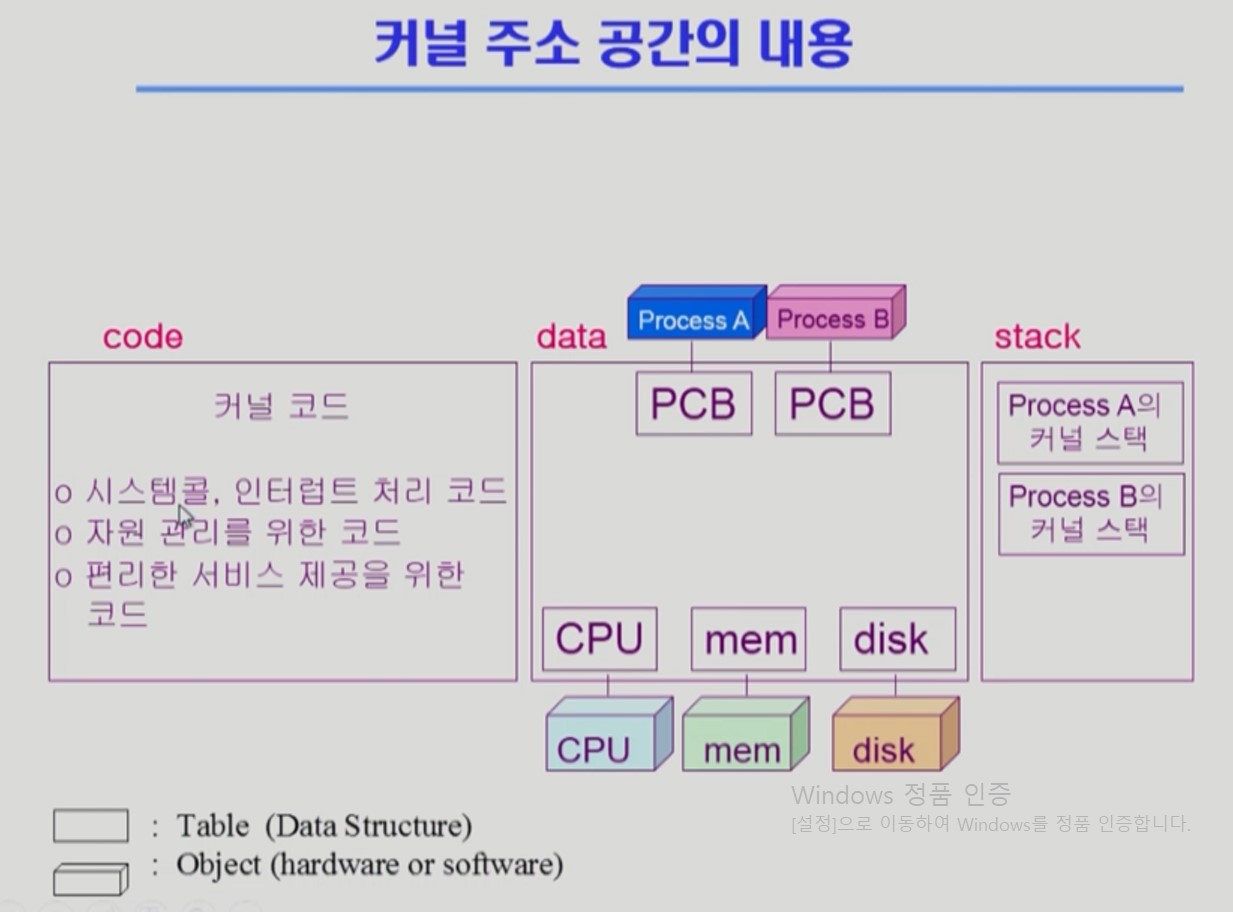 커널 주소 공간의 내용
code
커널 코드
o 시스템콜, 인터럽트 처리 코드
o 자원 관리를 위한 코드
o 편리한 서비스 제공을 위한
코드
data
Process A
Process B
PCB
PCB
CPU
mem
disk
CPU
mem
disk
stack
Process A의
커널 스택
Process B의
커널 스택
: Table (Data Structure)
: Object (hardware or software)
Windows 정품 인증
[설정]으로 이동하여 Windows를 정품 인증합니다.